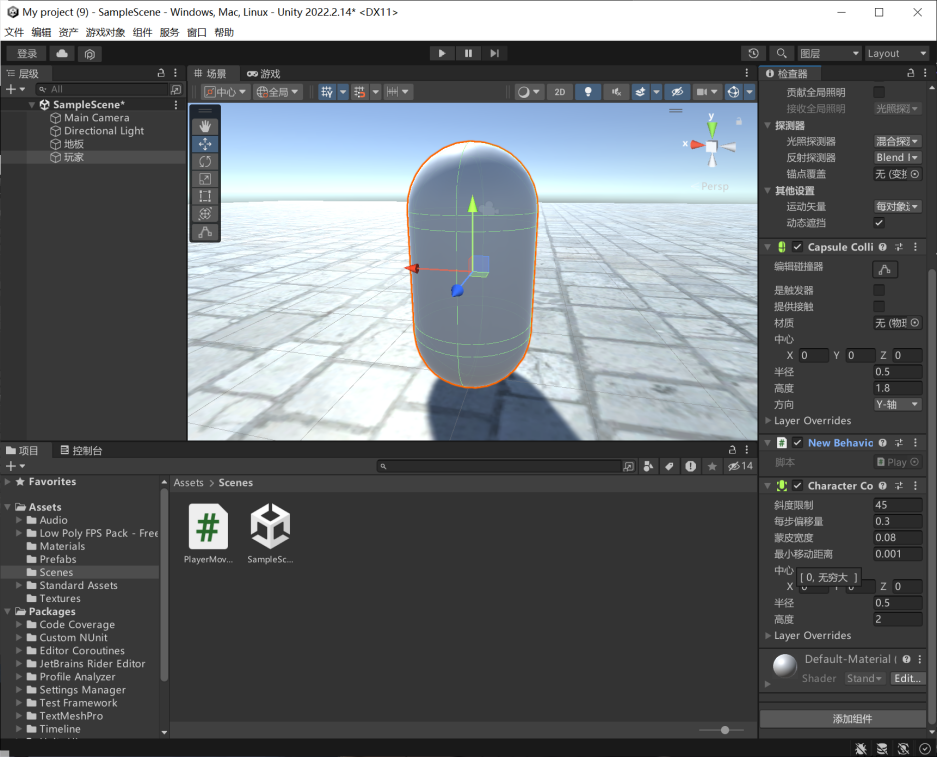 My project (9) - SampleScene - Windows, Mac, Linux - Unity 2022.2.14* <DX11>
文件 编辑 资产 游戏对象 组件 服务 窗口 帮助
登录
图层 Layout
层级
All
SampleScene*
Main Camera
Directional Light
地板
玩家
场景 游戏
中心 全局 2D
y
x
Persp
检查器
贡献全局照明
接收全局照明 光照探
探测器
光照探测器 混合探
反射探测器 Blend
锚点覆盖 无 (变换
其他设置
运动矢量 每对象
动态遮挡
Capsule Colli
编辑碰撞器
是触发器
提供接触
材质 无 (物理
中心
X 0 Y 0 Z 0
半径 0.5
高度 1.8
方向 Y-轴
Layer Overrides
New Behavio
脚本 Play
Character Co
斜度限制 45
每步偏移量 0.3
蒙皮宽度 0.08
最小移动距离 0.001
中心
[ 0, 无穷大 ]
X 0 Y 0 Z 0
半径 0.5
高度 2
Layer Overrides
Default-Material (
Shader Stand Edit...
添加组件
项目 控制台
14
Favorites
Assets
Audio
Low Poly FPS Pack - Free
Materials
Prefabs
Scenes
Standard Assets
Textures
Packages
Code Coverage
Custom NUnit
Editor Coroutines
JetBrains Rider Editor
Profile Analyzer
Settings Manager
Test Framework
TextMeshPro
Timeline
Assets > Scenes
#
PlayerMov... SampleSc...